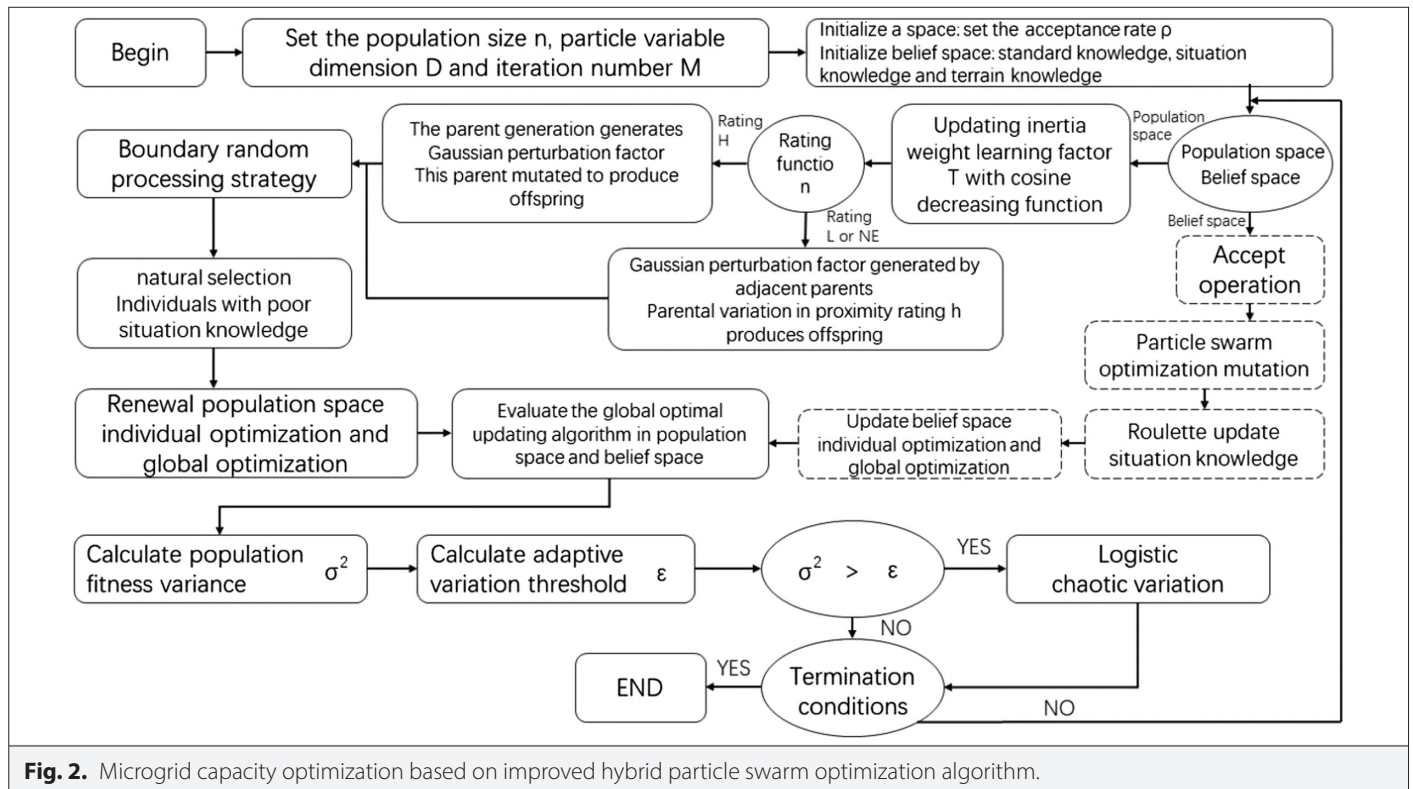 Begin
Set the population size n, particle variable
dimension D and iteration number M
Initialize a space: set the acceptance rate ρ
Initialize belief space: standard knowledge, situation
knowledge and terrain knowledge
Population space
Belief space
Population
space
Updating inertia
weight learning factor
T with cosine
decreasing function
Rating
functio
n
Rating
H
The parent generation generates
Gaussian perturbation factor
This parent mutated to produce
offspring
Boundary random
processing strategy
Rating
L or NE
Gaussian perturbation factor generated by
adjacent parents
Parental variation in proximity rating h
produces offspring
natural selection
Individuals with poor
situation knowledge
Belief space
Accept
operation
Particle swarm
optimization mutation
Roulette update
situation knowledge
Update belief space
individual optimization and
global optimization
Renewal population space
individual optimization and
global optimization
Evaluate the global optimal
updating algorithm in population
space and belief space
Calculate population
fitness variance σ²
Calculate adaptive
variation threshold ε
σ² > ε
YES
Logistic
chaotic variation
NO
Termination
conditions
YES
END
NO
Fig. 2. Microgrid capacity optimization based on improved hybrid particle swarm optimization algorithm.